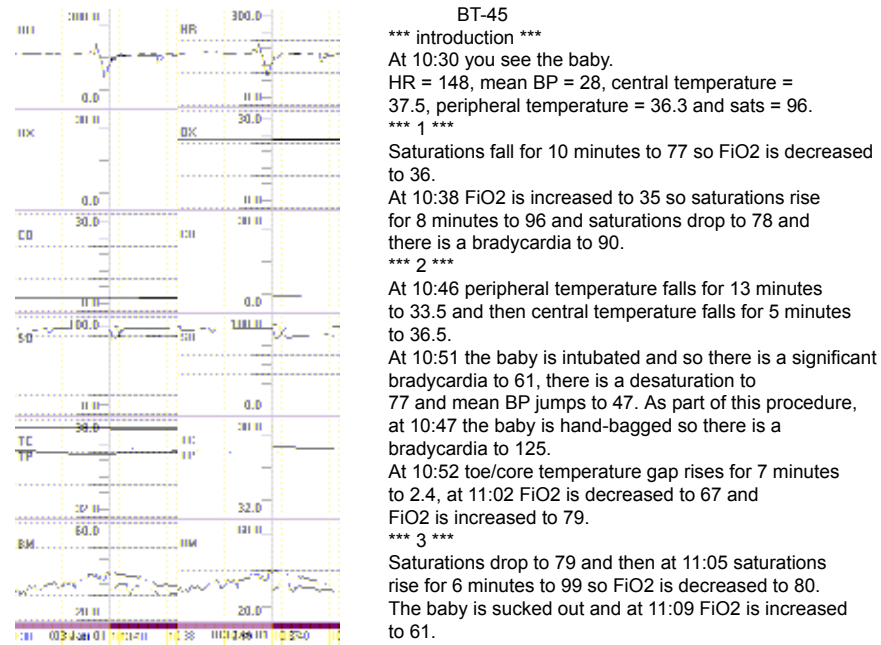 HR
300.0
0.0
OX
30.0
0.0
CO
30.0
0.0
SO
100.0
0.0
TC
TP
38.0
32.0
BM
60.0
20.0
BT-45
*** introduction ***
At 10:30 you see the baby.
HR = 148, mean BP = 28, central temperature =
37.5, peripheral temperature = 36.3 and sats = 96.
*** 1 ***
Saturations fall for 10 minutes to 77 so FiO2 is decreased
to 36.
At 10:38 FiO2 is increased to 35 so saturations rise
for 8 minutes to 96 and saturations drop to 78 and
there is a bradycardia to 90.
*** 2 ***
At 10:46 peripheral temperature falls for 13 minutes
to 33.5 and then central temperature falls for 5 minutes
to 36.5.
At 10:51 the baby is intubated and so there is a significant
bradycardia to 61, there is a desaturation to
77 and mean BP jumps to 47. As part of this procedure,
at 10:47 the baby is hand-bagged so there is a
bradycardia to 125.
At 10:52 toe/core temperature gap rises for 7 minutes
to 2.4, at 11:02 FiO2 is decreased to 67 and
FiO2 is increased to 79.
*** 3 ***
Saturations drop to 79 and then at 11:05 saturations
rise for 6 minutes to 99 so FiO2 is decreased to 80.
The baby is sucked out and at 11:09 FiO2 is increased
to 61.